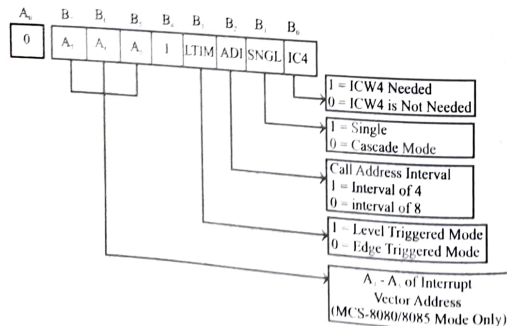 A₀ B₇ B₆ B₅ B₄ B₃ B₂ B₁ B₀
0 A₇ A₆ A₅ 1 LTIM ADI SNGL IC4
1 = ICW4 Needed
0 = ICW4 is Not Needed
1 = Single
0 = Cascade Mode
Call Address Interval
1 = Interval of 4
0 = interval of 8
1 = Level Triggered Mode
0 = Edge Triggered Mode
A₇ - A₅ of Interrupt
Vector Address
(MCS-8080/8085 Mode Only)